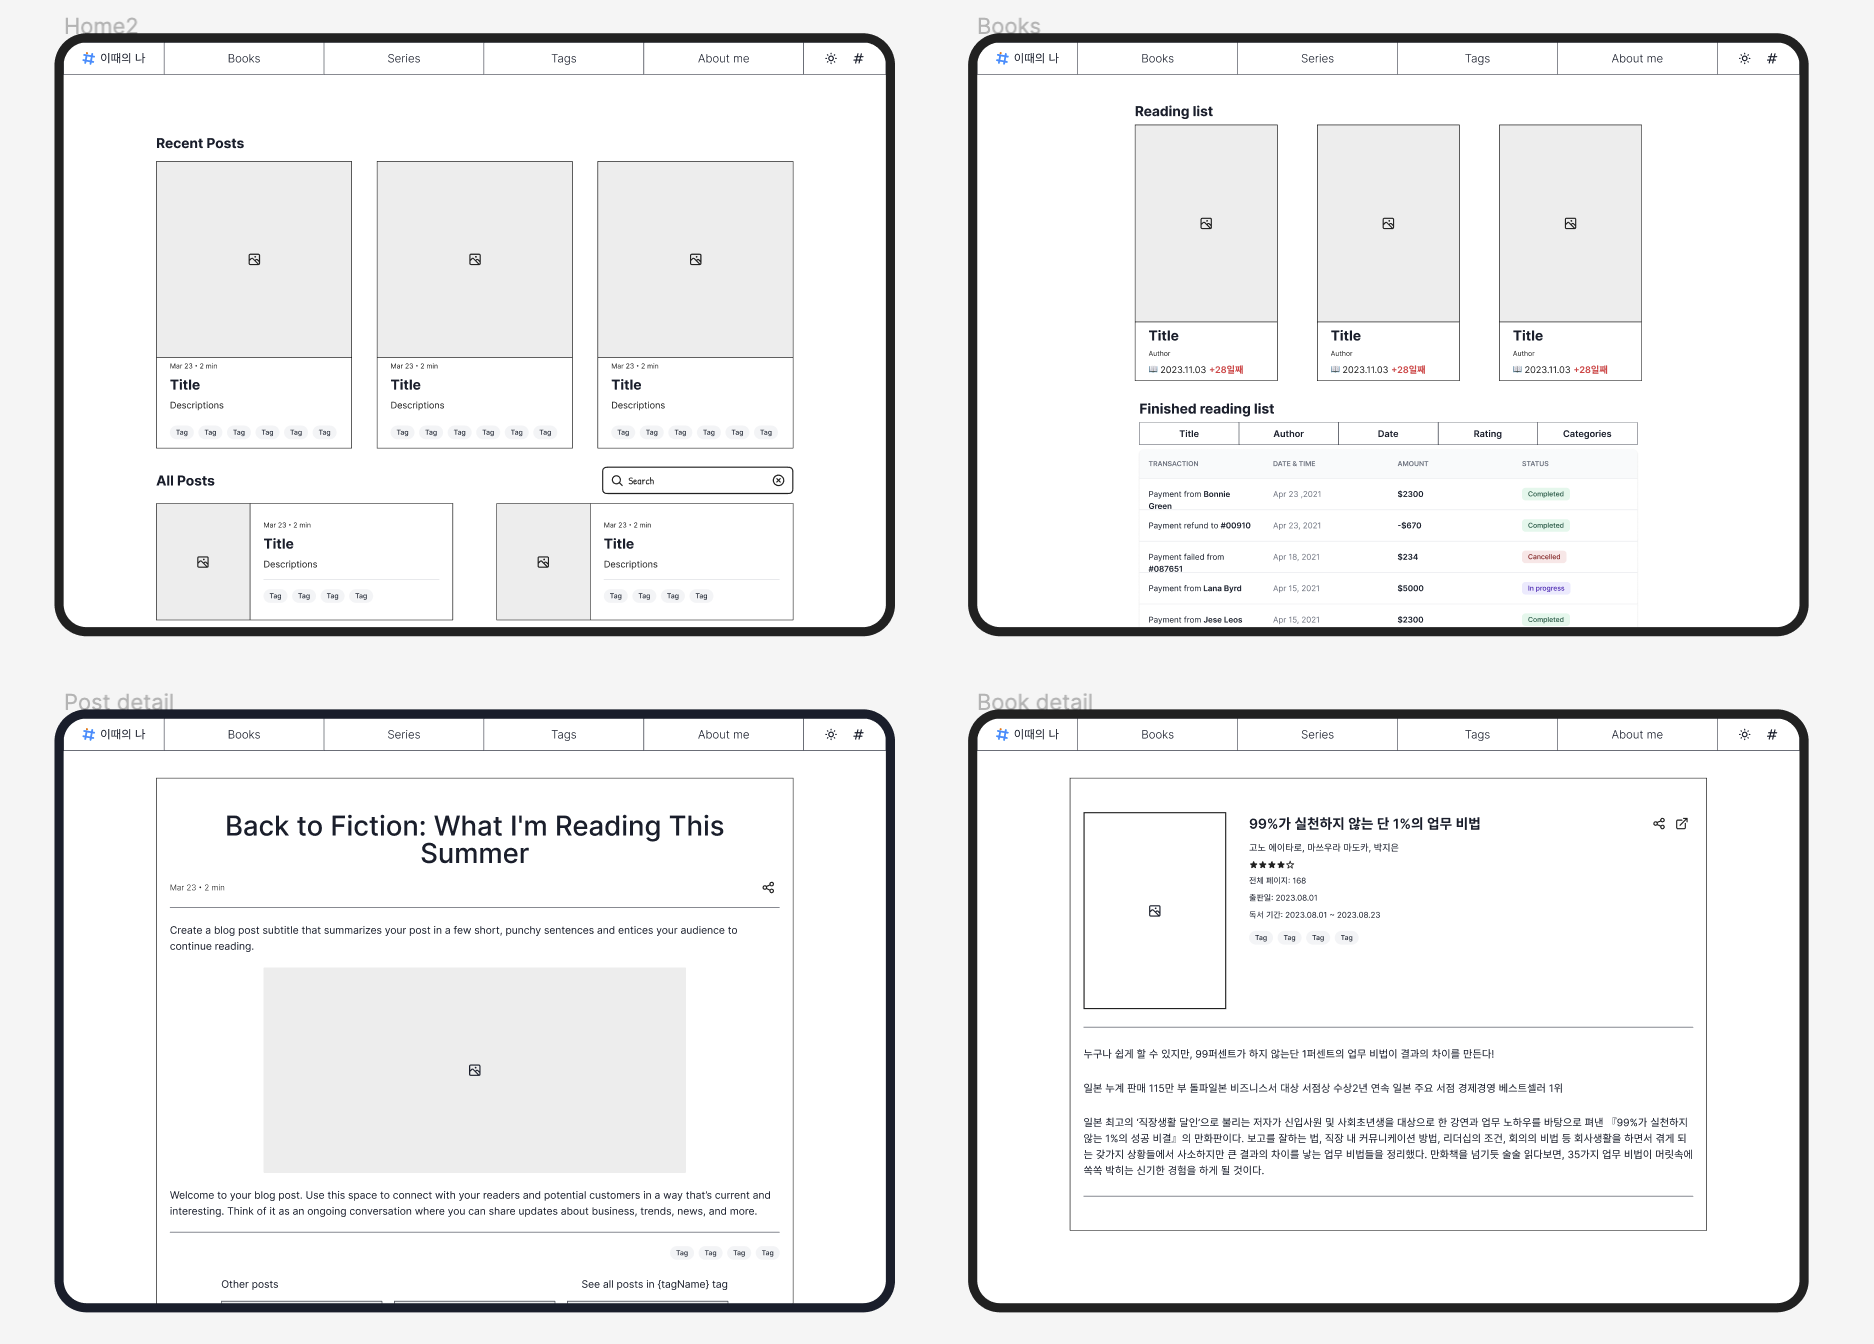 Home2
이때의 나
Books
Series
Tags
About me
#
Recent Posts
Mar 23 • 2 min
Title
Descriptions
Tag Tag Tag Tag Tag Tag
Mar 23 • 2 min
Title
Descriptions
Tag Tag Tag Tag Tag Tag
Mar 23 • 2 min
Title
Descriptions
Tag Tag Tag Tag Tag Tag
All Posts
Search
Mar 23 • 2 min
Title
Descriptions
Tag Tag Tag Tag
Mar 23 • 2 min
Title
Descriptions
Tag Tag Tag Tag
Books
이때의 나
Books
Series
Tags
About me
#
Reading list
Title
Author
2023.11.03 +28일째
Title
Author
2023.11.03 +28일째
Title
Author
2023.11.03 +28일째
Finished reading list
Title Author Date Rating Categories
TRANSACTION DATE & TIME AMOUNT STATUS
Payment from Bonnie
Green
Apr 23 ,2021 $2300 Completed
Payment refund to #00910 Apr 23, 2021 -$670 Completed
Payment failed from
#087651
Apr 18, 2021 $234 Cancelled
Payment from Lana Byrd Apr 15, 2021 $5000 In progress
Payment from Jese Leos Apr 15, 2021 $2300 Completed
Post detail
이때의 나
Books
Series
Tags
About me
#
Back to Fiction: What I'm Reading This
Summer
Mar 23 • 2 min
Create a blog post subtitle that summarizes your post in a few short, punchy sentences and entices your audience to
continue reading.
Welcome to your blog post. Use this space to connect with your readers and potential customers in a way that's current and
interesting. Think of it as an ongoing conversation where you can share updates about business, trends, news, and more.
Tag Tag Tag Tag
Other posts
See all posts in {tagName} tag
Book detail
이때의 나
Books
Series
Tags
About me
#
99%가 실천하지 않는 단 1%의 업무 비법
고노 에이타로, 마쓰우라 마도카, 박지은
★★★★☆
전체 페이지: 168
출판일: 2023.08.01
독서 기간: 2023.08.01 ~ 2023.08.23
Tag Tag Tag Tag
누구나 쉽게 할 수 있지만, 99퍼센트가 하지 않는단 1퍼센트의 업무 비법이 결과의 차이를 만든다!
일본 누계 판매 115만 부 돌파일본 비즈니스서 대상 서점상 수상2년 연속 일본 주요 서점 경제경영 베스트셀러 1위
일본 최고의 ‘직장생활 달인’으로 불리는 저자가 신입사원 및 사회초년생을 대상으로 한 강연과 업무 노하우를 바탕으로 펴낸 『99%가 실천하지
않는 1%의 성공 비결』의 만화판이다. 보고를 잘하는 법, 직장 내 커뮤니케이션 방법, 리더십의 조건, 회의의 비법 등 회사생활을 하면서 겪게 되
는 갖가지 상황들에서 사소하지만 큰 결과의 차이를 낳는 업무 비법들을 정리했다. 만화책을 넘기듯 술술 읽다보면, 35가지 업무 비법이 머릿속에
쏙쏙 박히는 신기한 경험을 하게 될 것이다.